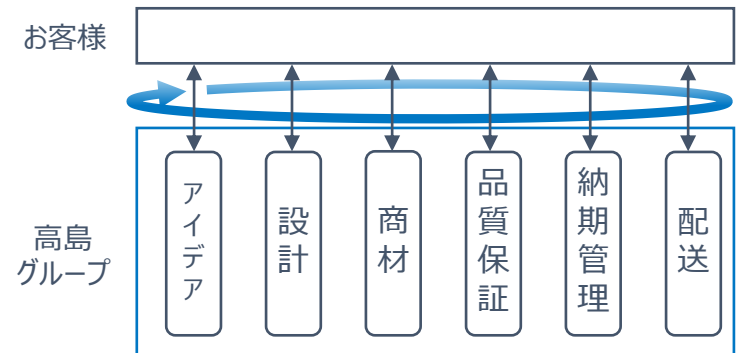 お客様
高島
グループ
アイデア
設計
商材
品質保証
納期管理
配送